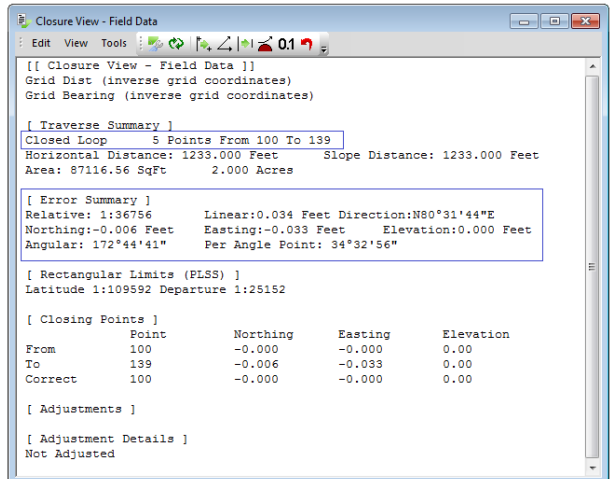 Closure View - Field Data
Edit View Tools 0.1
[[ Closure View - Field Data ]]
Grid Dist (inverse grid coordinates)
Grid Bearing (inverse grid coordinates)
[ Traverse Summary ]
Closed Loop 5 Points From 100 To 139
Horizontal Distance: 1233.000 Feet Slope Distance: 1233.000 Feet
Area: 87116.56 SqFt 2.000 Acres
[ Error Summary ]
Relative: 1:36756 Linear:0.034 Feet Direction:N80°31'44"E
Northing:-0.006 Feet Easting:-0.033 Feet Elevation:0.000 Feet
Angular: 172°44'41" Per Angle Point: 34°32'56"
[ Rectangular Limits (PLSS) ]
Latitude 1:109592 Departure 1:25152
[ Closing Points ]
Point Northing Easting Elevation
From 100 -0.000 -0.000 0.00
To 139 -0.006 -0.033 0.00
Correct 100 -0.000 -0.000 0.00
[ Adjustments ]
[ Adjustment Details ]
Not Adjusted